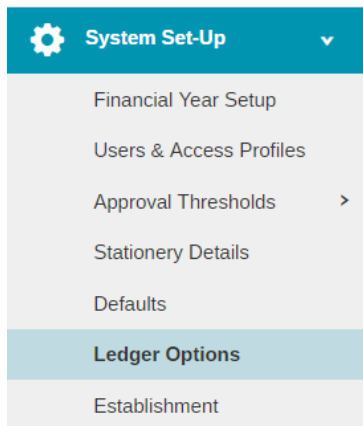 System Set-Up
Financial Year Setup
Users & Access Profiles
Approval Thresholds
Stationery Details
Defaults
Ledger Options
Establishment